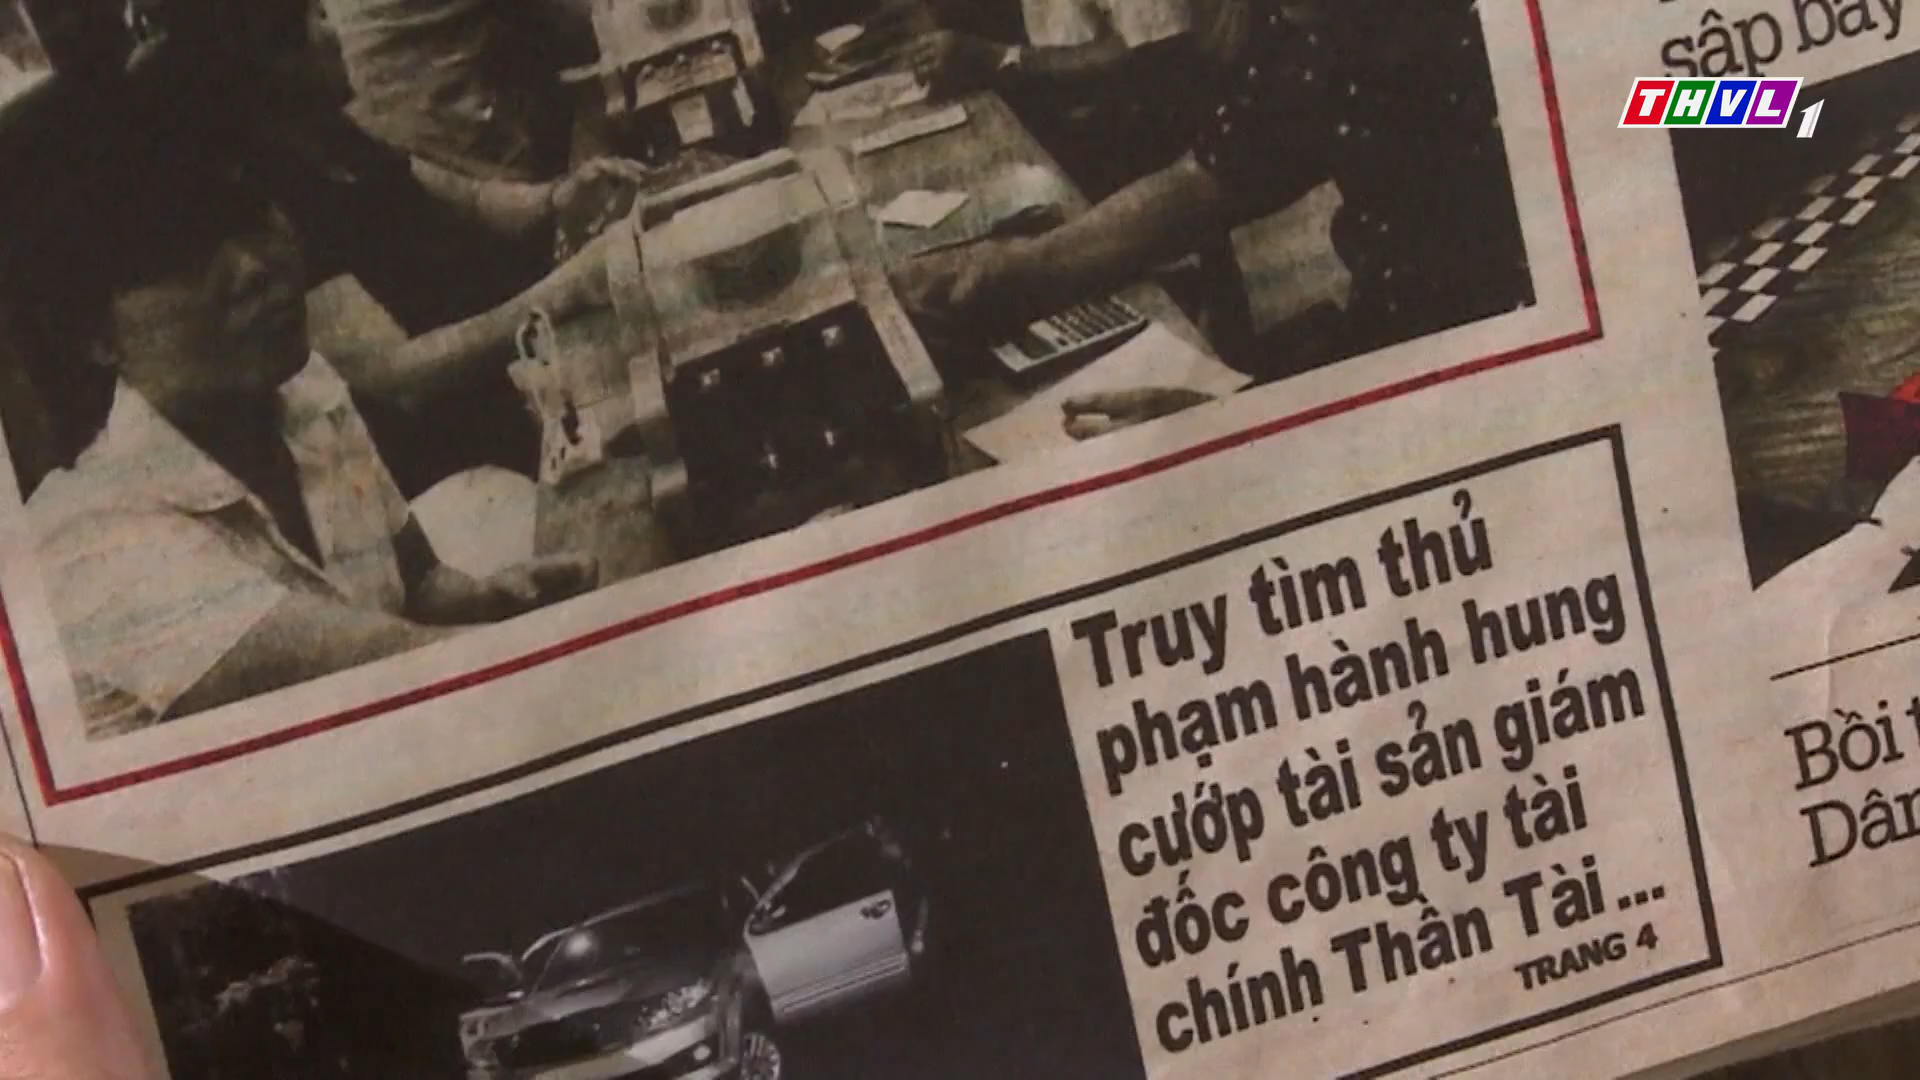 sập bẫy
THVL1
Truy tìm thủ
phạm hành hung
cướp tài sản giám
đốc công ty tài
chính Thần Tài...
TRANG 4
Bồi
Dân